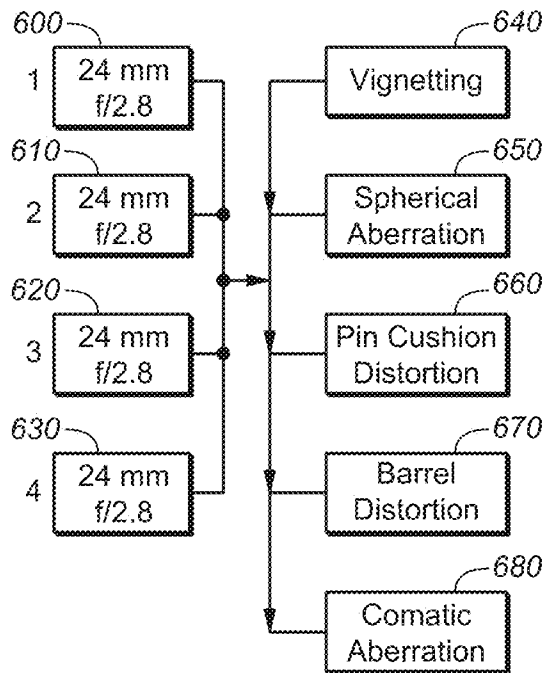 600
1
24 mm
f/2.8
610
2
24 mm
f/2.8
620
3
24 mm
f/2.8
630
4
24 mm
f/2.8
640
Vignetting
650
Spherical
Aberration
660
Pin Cushion
Distortion
670
Barrel
Distortion
680
Comatic
Aberration